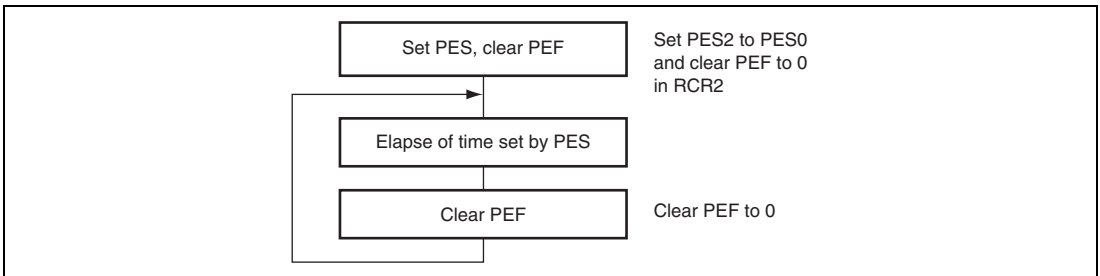 Set PES, clear PEF
Set PES2 to PES0
and clear PEF to 0
in RCR2
Elapse of time set by PES
Clear PEF
Clear PEF to 0